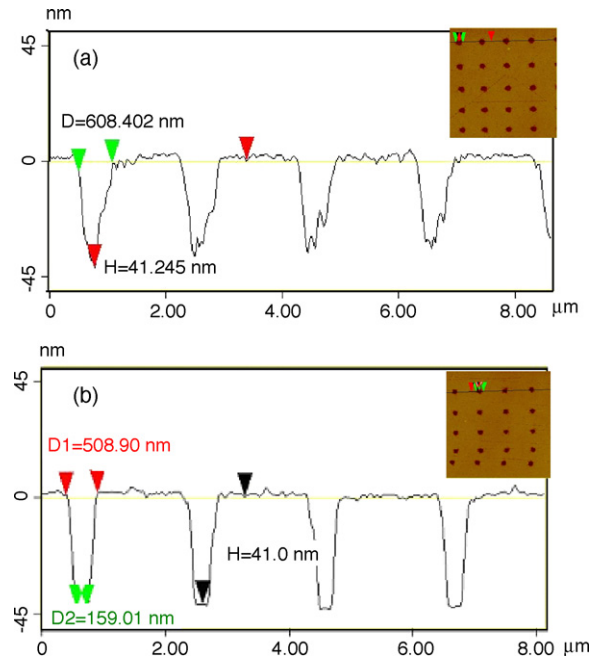 nm
45
(a)
D=608.402 nm
0
H=41.245 nm
-45
0 2.00 4.00 6.00 8.00 μm
nm
45
(b)
D1=508.90 nm
0
H=41.0 nm
-45
D2=159.01 nm
0 2.00 4.00 6.00 8.00 μm